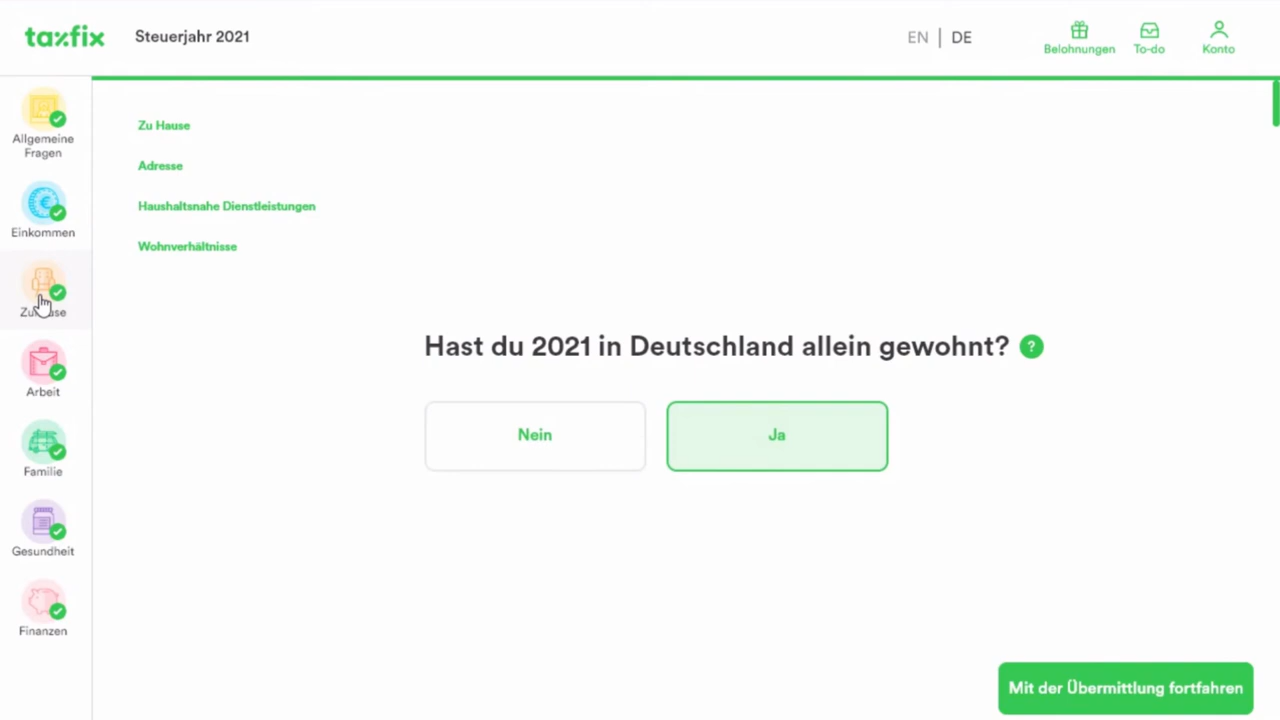 taxfix
Steuerjahr 2021
EN | DE
Belohnungen
To-do
Konto
Allgemeine
Fragen
Einkommen
Zuhause
Arbeit
Familie
Gesundheit
Finanzen
Zu Hause
Adresse
Haushaltsnahe Dienstleistungen
Wohnverhältnisse
Hast du 2021 in Deutschland allein gewohnt? ?
Nein
Ja
Mit der Übermittlung fortfahren